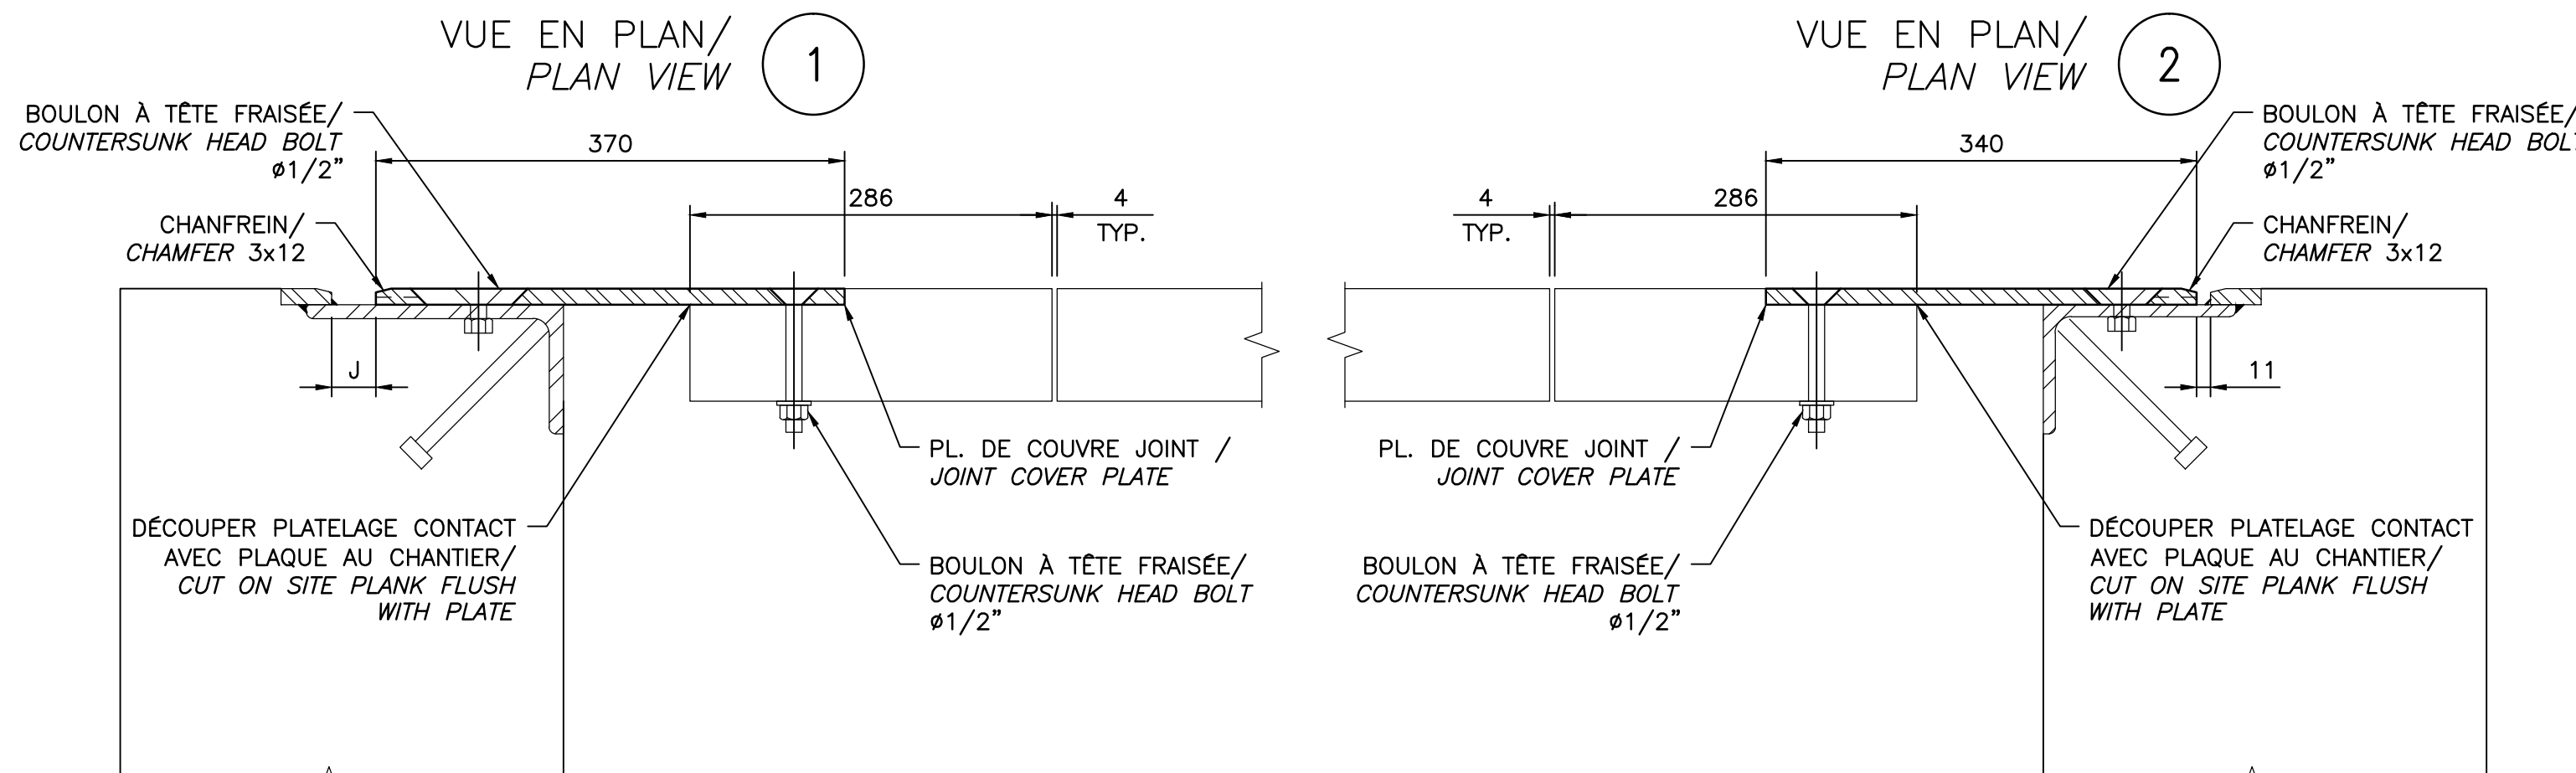 VUE EN PLAN/
PLAN VIEW
1
BOULON À TÊTE FRAISÉE/
COUNTERSUNK HEAD BOLT
ø1/2"
370
286
4
TYP.
CHANFREIN/
CHAMFER 3x12
J
PL. DE COUVRE JOINT /
JOINT COVER PLATE
DÉCOUPER PLATELAGE CONTACT
AVEC PLAQUE AU CHANTIER/
CUT ON SITE PLANK FLUSH
WITH PLATE
BOULON À TÊTE FRAISÉE/
COUNTERSUNK HEAD BOLT
ø1/2"
VUE EN PLAN/
PLAN VIEW
2
BOULON À TÊTE FRAISÉE/
COUNTERSUNK HEAD BOLT
ø1/2"
340
4
TYP.
286
CHANFREIN/
CHAMFER 3x12
11
PL. DE COUVRE JOINT /
JOINT COVER PLATE
BOULON À TÊTE FRAISÉE/
COUNTERSUNK HEAD BOLT
ø1/2"
DÉCOUPER PLATELAGE CONTACT
AVEC PLAQUE AU CHANTIER/
CUT ON SITE PLANK FLUSH
WITH PLATE